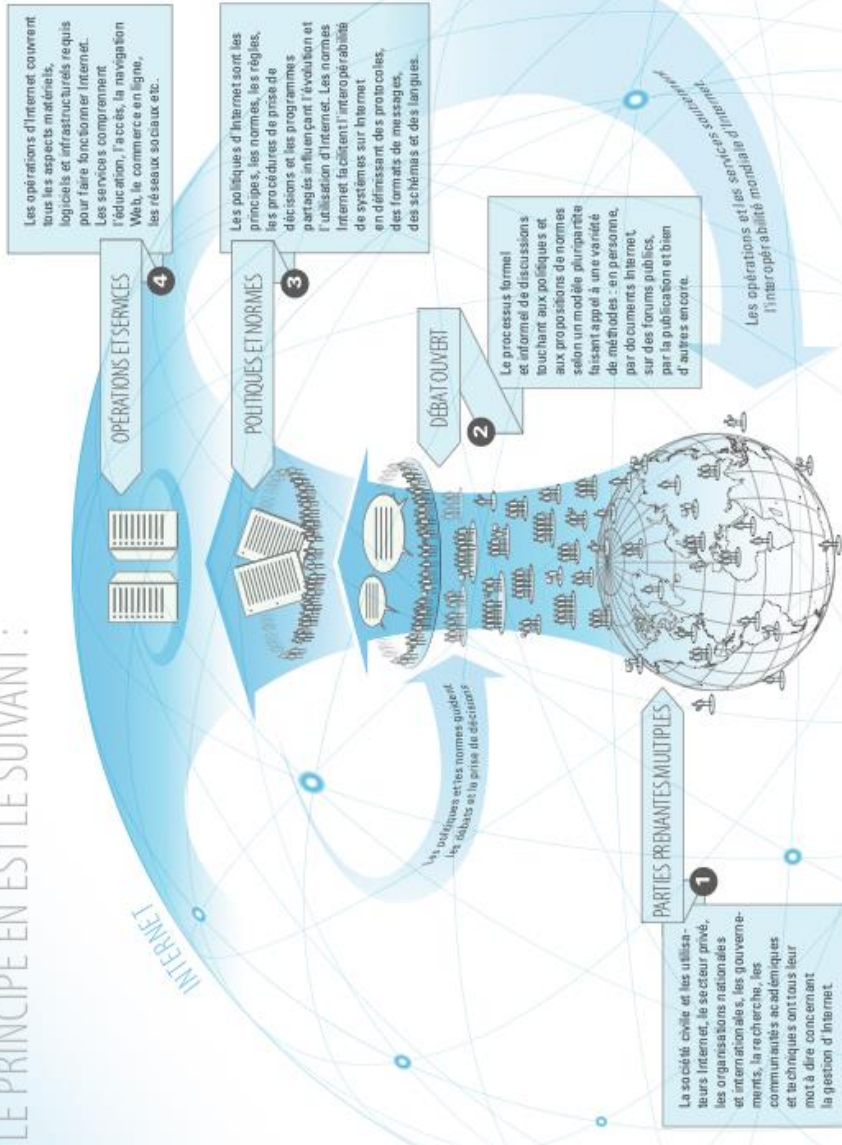 LE PRINCIPE EN EST LE SUIVANT :
INTERNET
OPÉRATIONS ET SERVICES
4
Les opérations d'Internet couvrent
tous les aspects matériels,
logiciels et infrastructurels requis
pour faire fonctionner Internet.
Les services comprennent
l'éducation, l'accès, la navigation
Web, le commerce en ligne,
les réseaux sociaux etc.
POLITIQUES ET NORMES
3
Les politiques d'Internet sont les
principes, les normes, les règles,
les procédures de prise de
décisions et les programmes
partagés influençant l'évolution et
l'utilisation d'Internet. Les normes
Internet facilitent l'interopérabilité
de systèmes sur Internet
en définissant des protocoles,
des formats de messages,
des schémas et des langues.
Les politiques et les normes guident
les débats et la prise de décisions
DÉBAT OUVERT
2
Le processus formel
et informel de discussions
touchant aux politiques et
aux propositions de normes
selon un modèle pluripartite
faisant appel à une variété
de méthodes : en personne,
par documents Internet,
sur des forums publics,
par la publication et bien
d'autres encore.
PARTIES PRENANTES MULTIPLES
1
La société civile et les utilisa-
teurs Internet, le secteur privé,
les organisations nationales
et internationales, les gouverne-
ments, la recherche, les
communautés académiques
et techniques ont tous leur
mot à dire concernant
la gestion d'Internet.
Les opérations et les services
l'interopérabilité mondiale d'Internet.